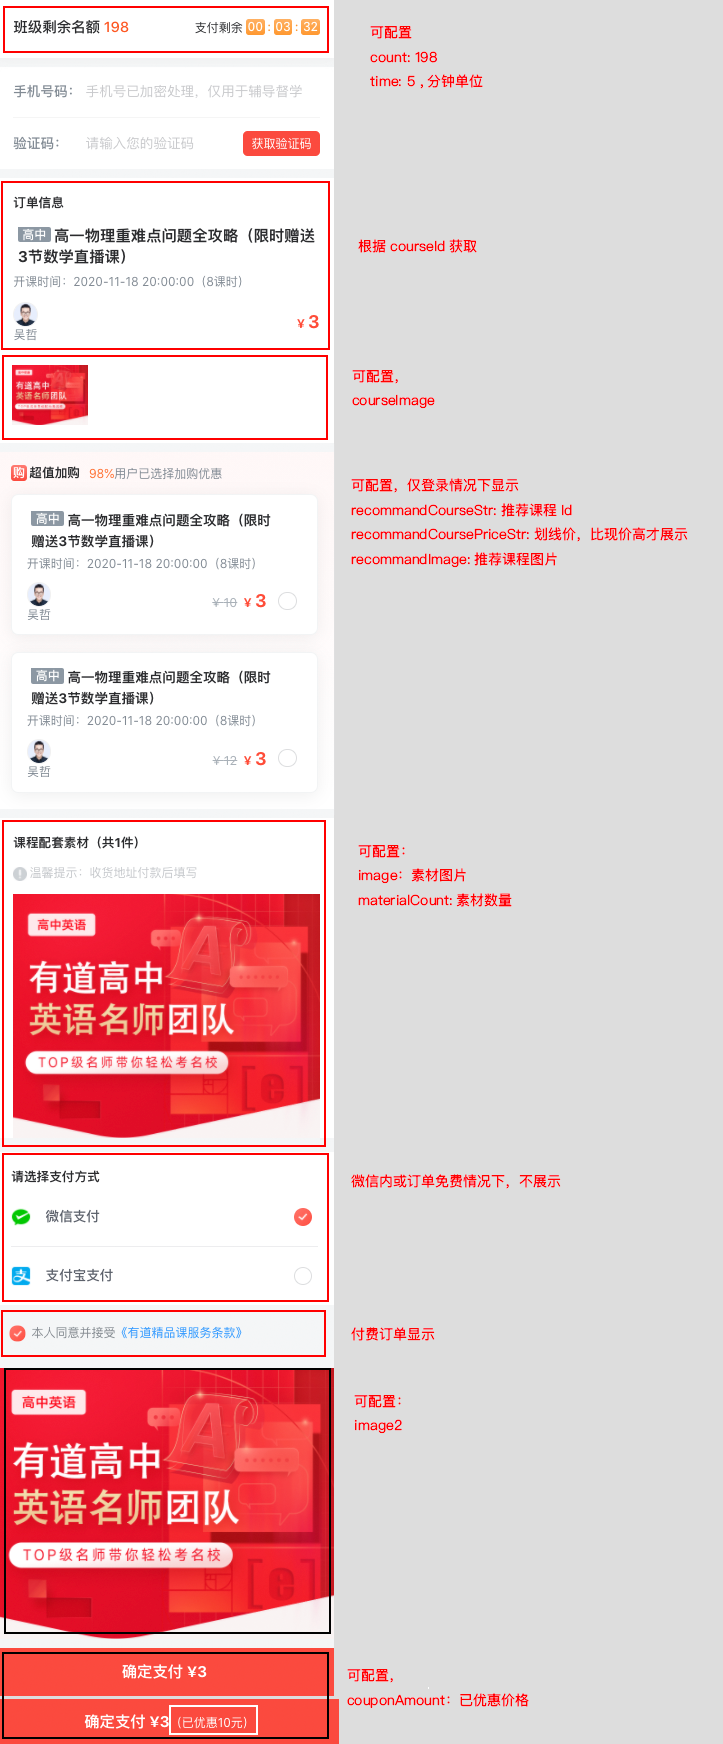 班级剩余名额 198
支付剩余 00 : 03 : 32
可配置
count: 198
time: 5 , 分钟单位
手机号码： 手机号已加密处理，仅用于辅导督学
验证码： 请输入您的验证码 获取验证码
订单信息
高中 高一物理重难点问题全攻略（限时赠送
3节数学直播课）
开课时间：2020-11-18 20:00:00（8课时）
吴哲
¥ 3
根据 courseId 获取
可配置，
courseImage
高中英语
有道高中
英语名师团队
购 超值加购 98%用户已选择加购优惠
高中 高一物理重难点问题全攻略（限时
赠送3节数学直播课）
开课时间：2020-11-18 20:00:00（8课时）
吴哲
¥ 10 ¥ 3
高中 高一物理重难点问题全攻略（限时
赠送3节数学直播课）
开课时间：2020-11-18 20:00:00（8课时）
吴哲
¥ 12 ¥ 3
可配置，仅登录情况下显示
recommandCourseStr: 推荐课程 Id
recommandCoursePriceStr: 划线价，比现价高才展示
recommandImage: 推荐课程图片
课程配套素材（共1件）
温馨提示：收货地址付款后填写
高中英语
有道高中
英语名师团队
TOP级名师带你轻松考名校
可配置：
image：素材图片
materialCount: 素材数量
请选择支付方式
微信支付
支付宝支付
微信内或订单免费情况下，不展示
本人同意并接受《有道精品课服务条款》
付费订单显示
高中英语
有道高中
英语名师团队
TOP级名师带你轻松考名校
可配置：
image2
确定支付 ¥3
确定支付 ¥3（已优惠10元）
可配置，
couponAmount：已优惠价格